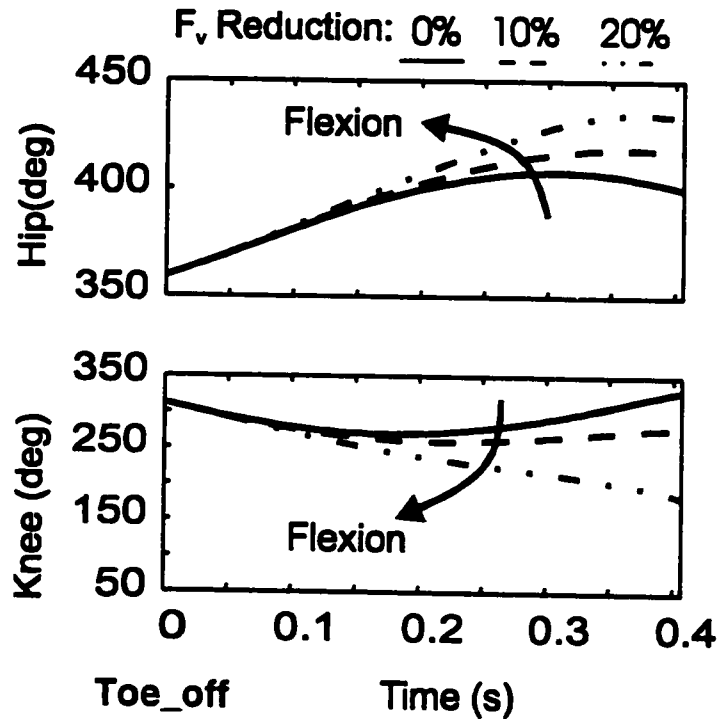 Fv Reduction: 0% 10% 20%
450
400
350
Hip(deg)
Flexion
350
250
150
50
Knee (deg)
Flexion
0 0.1 0.2 0.3 0.4
Toe_off Time (s)